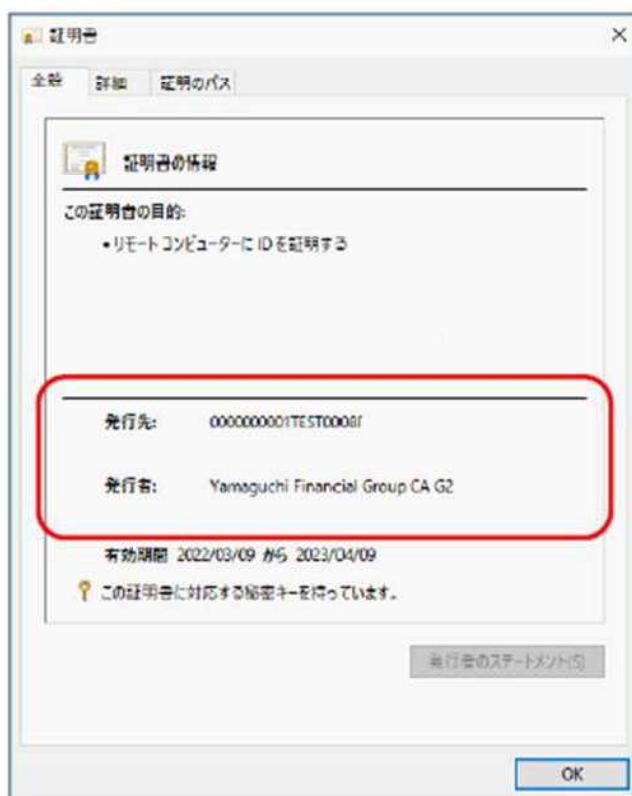 証明書
全般 詳細 証明のパス
証明書の情報
この証明書の目的:
• リモート コンピューターに ID を証明する
発行先: 0000000001TEST0008f
発行者: Yamaguchi Financial Group CA G2
有効期間 2022/03/09 から 2023/04/09
この証明書に対応する秘密キーを持っています。
発行者のステートメント(S)
OK